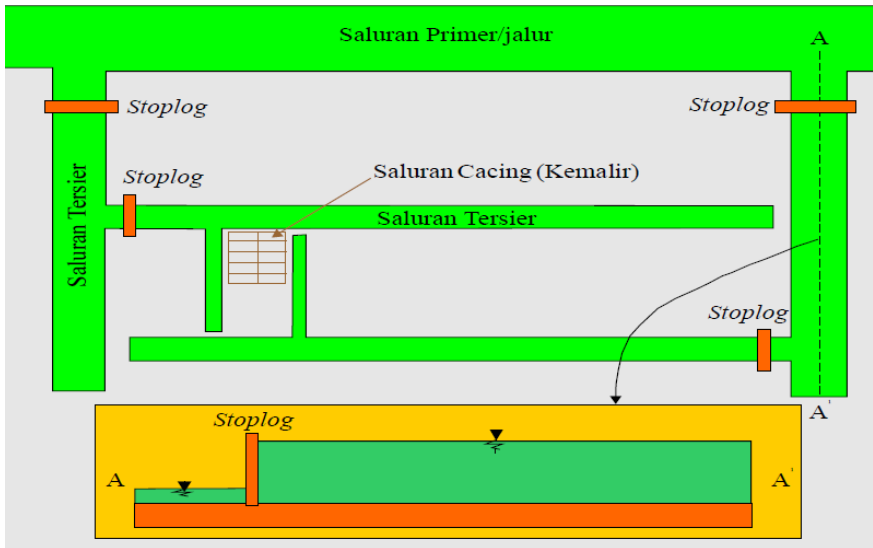 Saluran Primer/jalur
A
Stoplog
Stoplog
Stoplog
Saluran Cacing (Kemalir)
Saluran Tersier
Saluran Tersier
Stoplog
A'
Stoplog
A
A'